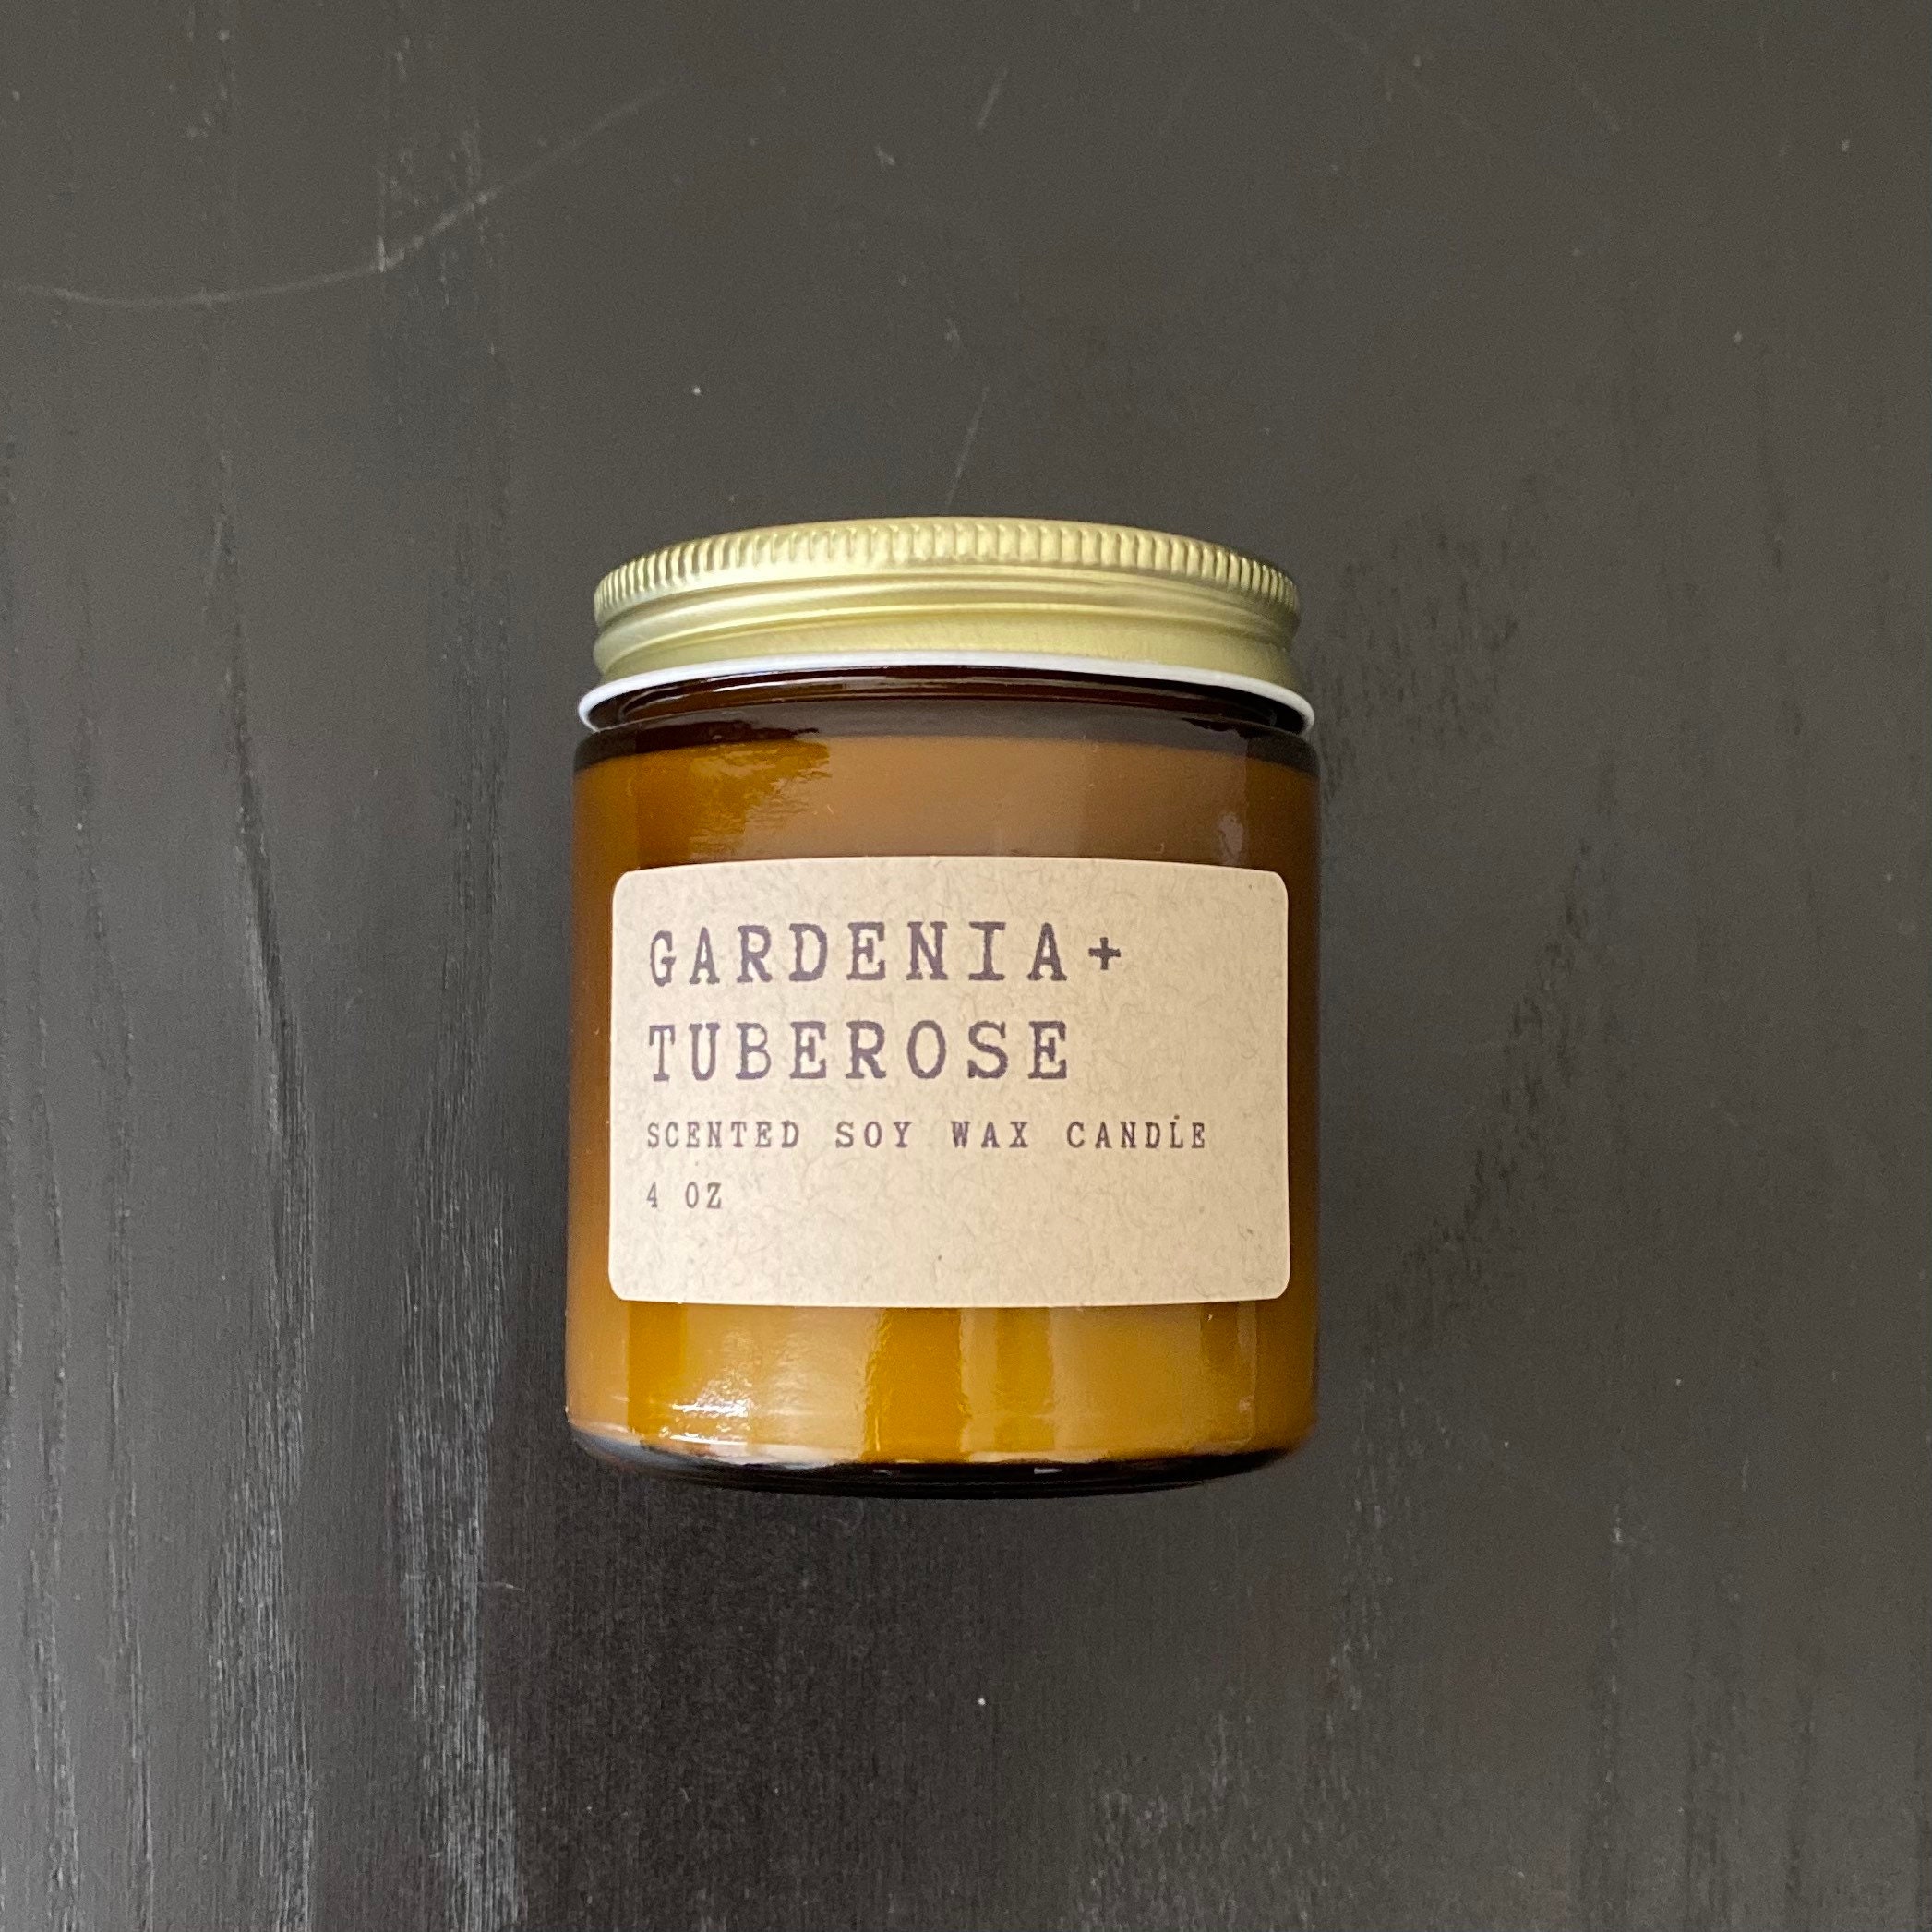 GARDENIA+
TUBEROSE
SCENTED SOY WAX CANDLE
4 OZ